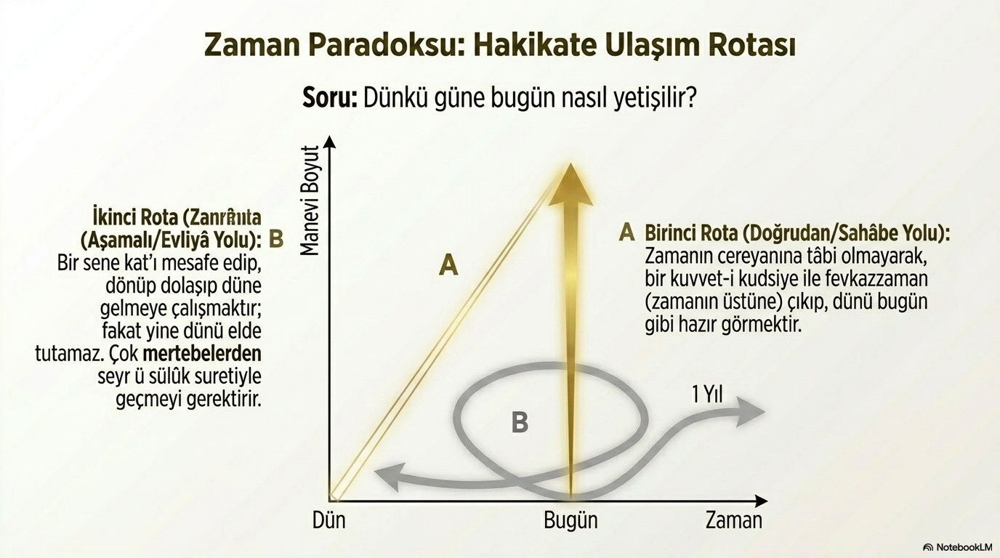 Zaman Paradoksu: Hakikate Ulaşım Rotası
Soru: Dünkü güne bugün nasıl yetişilir?
Manevi Boyut
İkinci Rota
(Aşamalı/Evliyâ Yolu): B
Bir sene kat’ı mesafe edip,
dönüp dolaşıp düne
gelmeye çalışmaktır;
fakat yine dünü elde
tutamaz. Çok mertebelerden
seyr ü sülûk suretiyle
geçmeyi gerektirir.
A
B
1 Yıl
A Birinci Rota (Doğrudan/Sahâbe Yolu):
Zamanın cereyanına tâbi olmayarak,
bir kuvvet-i kudsiye ile fevkazzaman
(zamanın üstüne) çıkıp, dünü bugün
gibi hazır görmektir.
Dün
Bugün
Zaman
NotebookLM